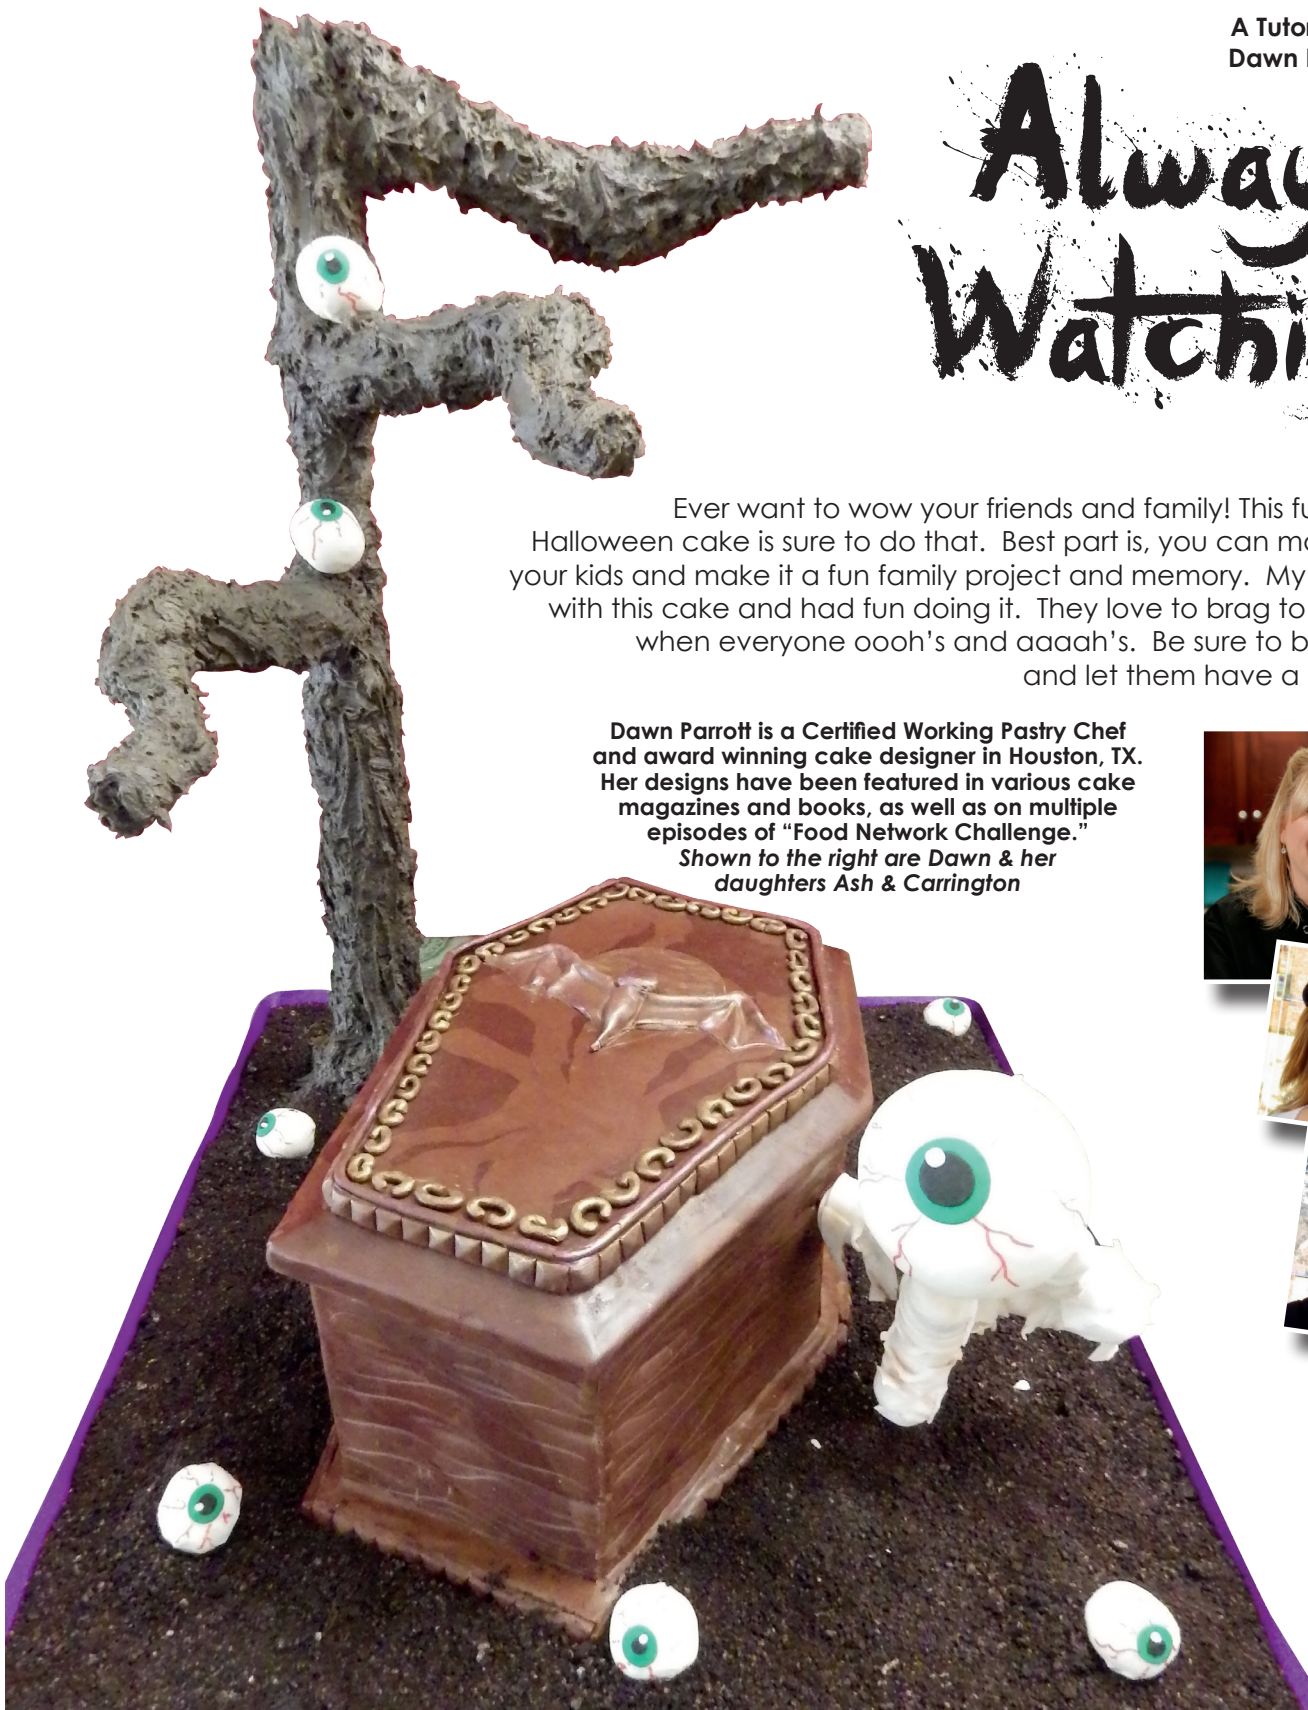 A Tutor
Dawn
Alway
Watchi
Ever want to wow your friends and family! This fu
Halloween cake is sure to do that. Best part is, you can ma
your kids and make it a fun family project and memory. My
with this cake and had fun doing it. They love to brag to
when everyone oooh's and aaaah's. Be sure to b
and let them have a
Dawn Parrott is a Certified Working Pastry Chef
and award winning cake designer in Houston, TX.
Her designs have been featured in various cake
magazines and books, as well as on multiple
episodes of “Food Network Challenge.”
Shown to the right are Dawn & her
daughters Ash & Carrington